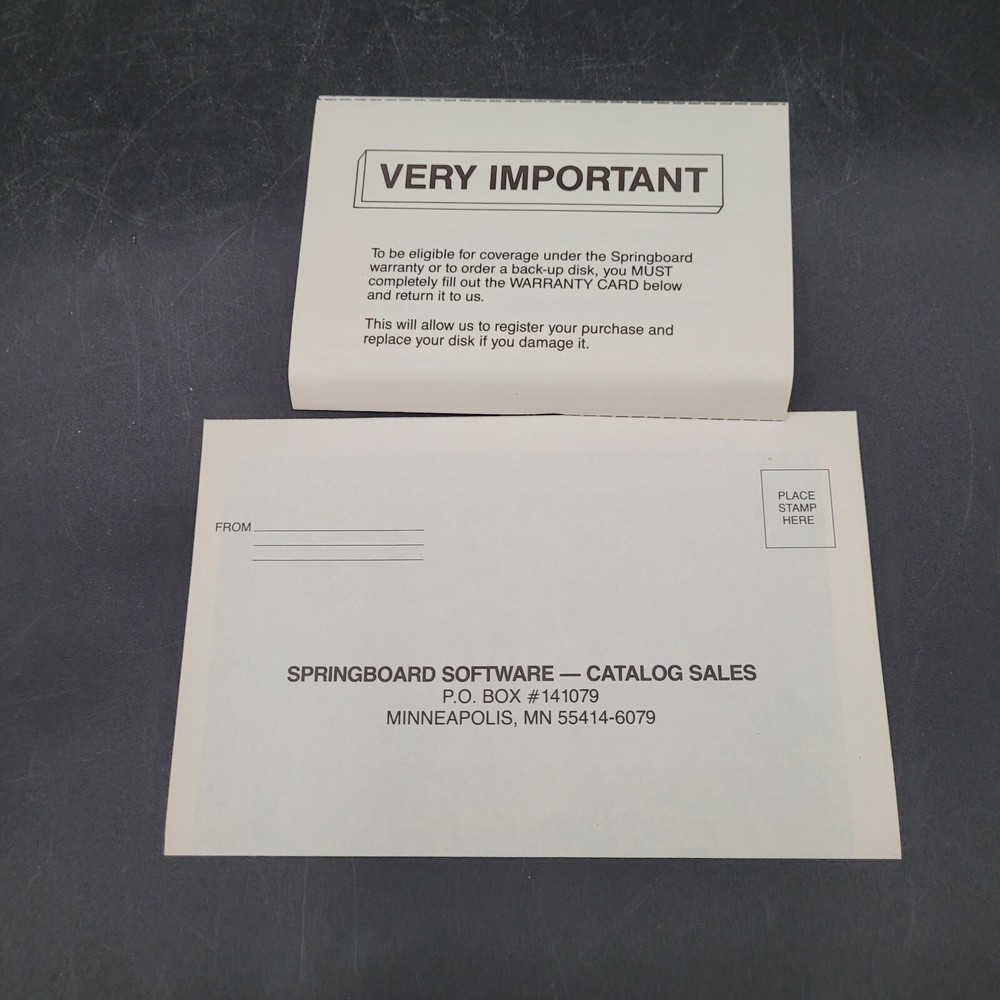 VERY IMPORTANT
To be eligible for coverage under the Springboard
warranty or to order a back-up disk, you MUST
completely fill out the WARRANTY CARD below
and return it to us.
This will allow us to register your purchase and
replace your disk if you damage it.
PLACE
STAMP
HERE
FROM
SPRINGBOARD SOFTWARE — CATALOG SALES
P.O. BOX #141079
MINNEAPOLIS, MN 55414-6079